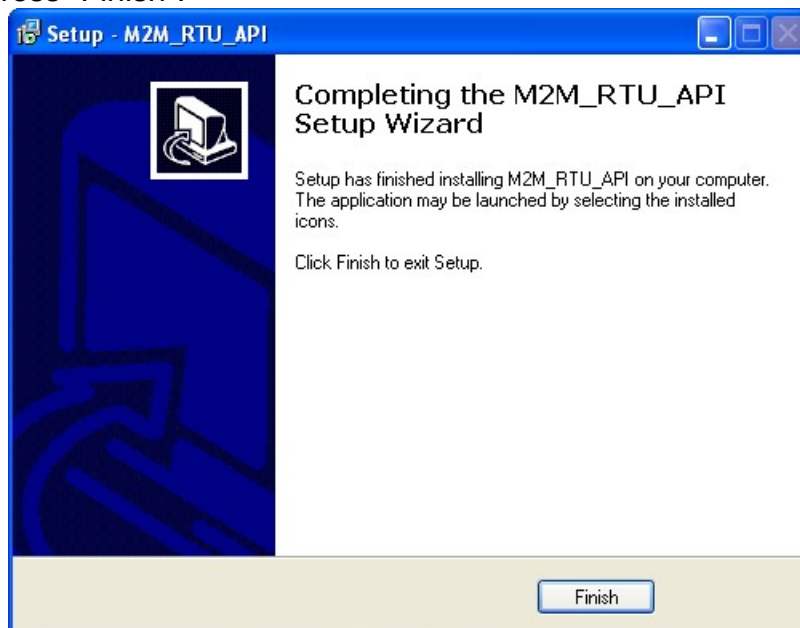 Finish .
Setup - M2M_RTU_API
Completing the M2M_RTU_API
Setup Wizard
Setup has finished installing M2M_RTU_API on your computer.
The application may be launched by selecting the installed
icons.
Click Finish to exit Setup.
Finish